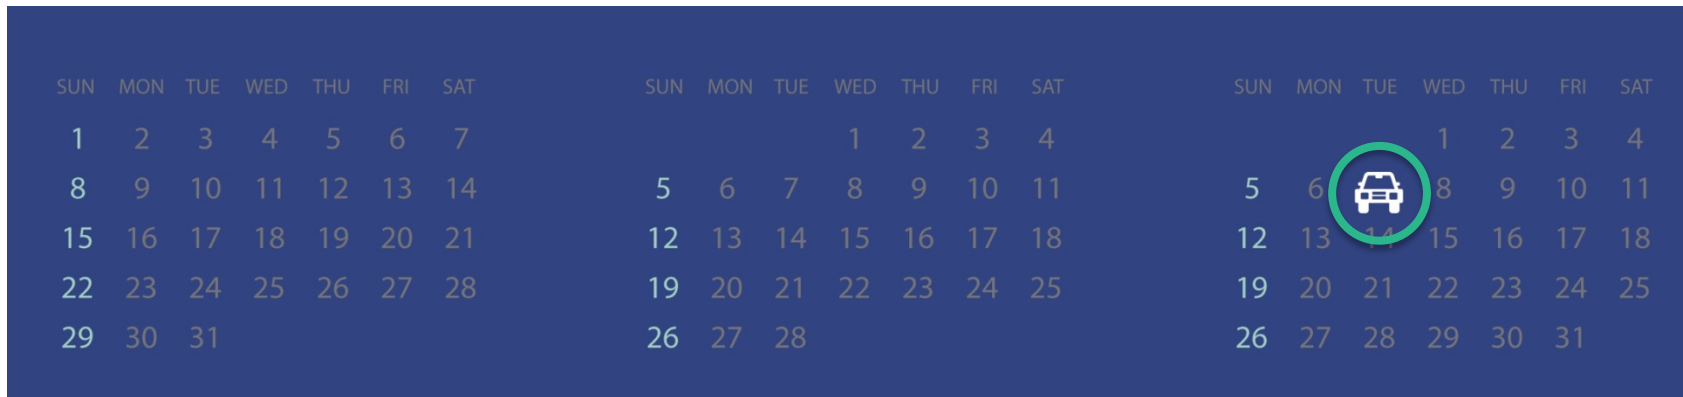 SUN MON TUE WED THU FRI SAT
1 2 3 4 5 6 7
8 9 10 11 12 13 14
15 16 17 18 19 20 21
22 23 24 25 26 27 28
29 30 31
SUN MON TUE WED THU FRI SAT
1 2 3 4
5 6 7 8 9 10 11
12 13 14 15 16 17 18
19 20 21 22 23 24 25
26 27 28
SUN MON TUE WED THU FRI SAT
1 2 3 4
5 6 8 9 10 11
12 13 14 15 16 17 18
19 20 21 22 23 24 25
26 27 28 29 30 31